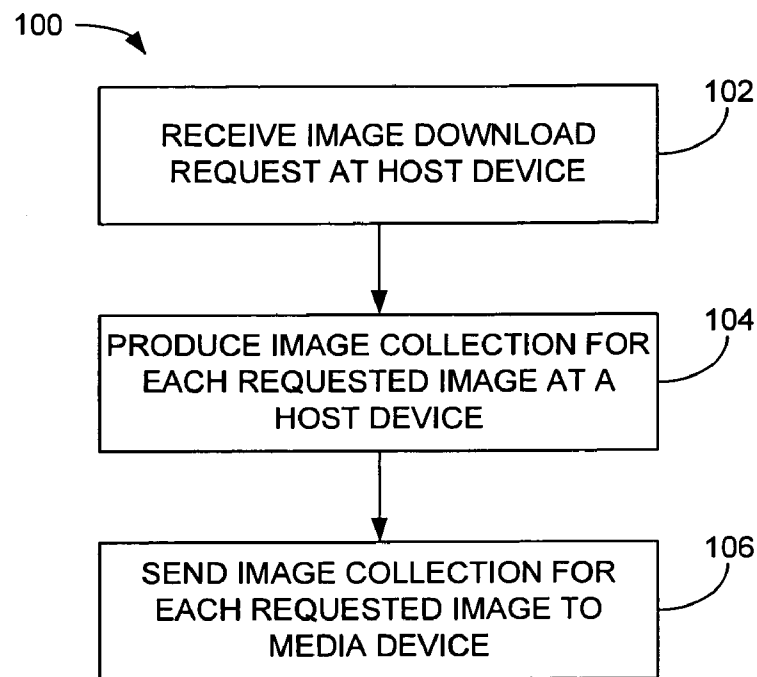 100
102
RECEIVE IMAGE DOWNLOAD
REQUEST AT HOST DEVICE
104
PRODUCE IMAGE COLLECTION FOR
EACH REQUESTED IMAGE AT A
HOST DEVICE
106
SEND IMAGE COLLECTION FOR
EACH REQUESTED IMAGE TO
MEDIA DEVICE